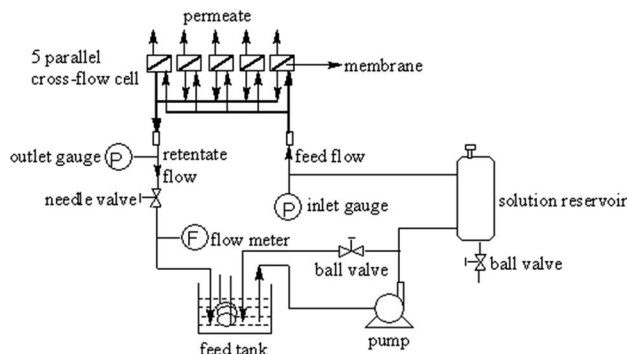 permeate
5 parallel
cross-flow cell
membrane
outlet gauge
P
retentate
flow
feed flow
needle valve
P
inlet gauge
solution reservoir
F
flow meter
ball valve
ball valve
pump
feed tank